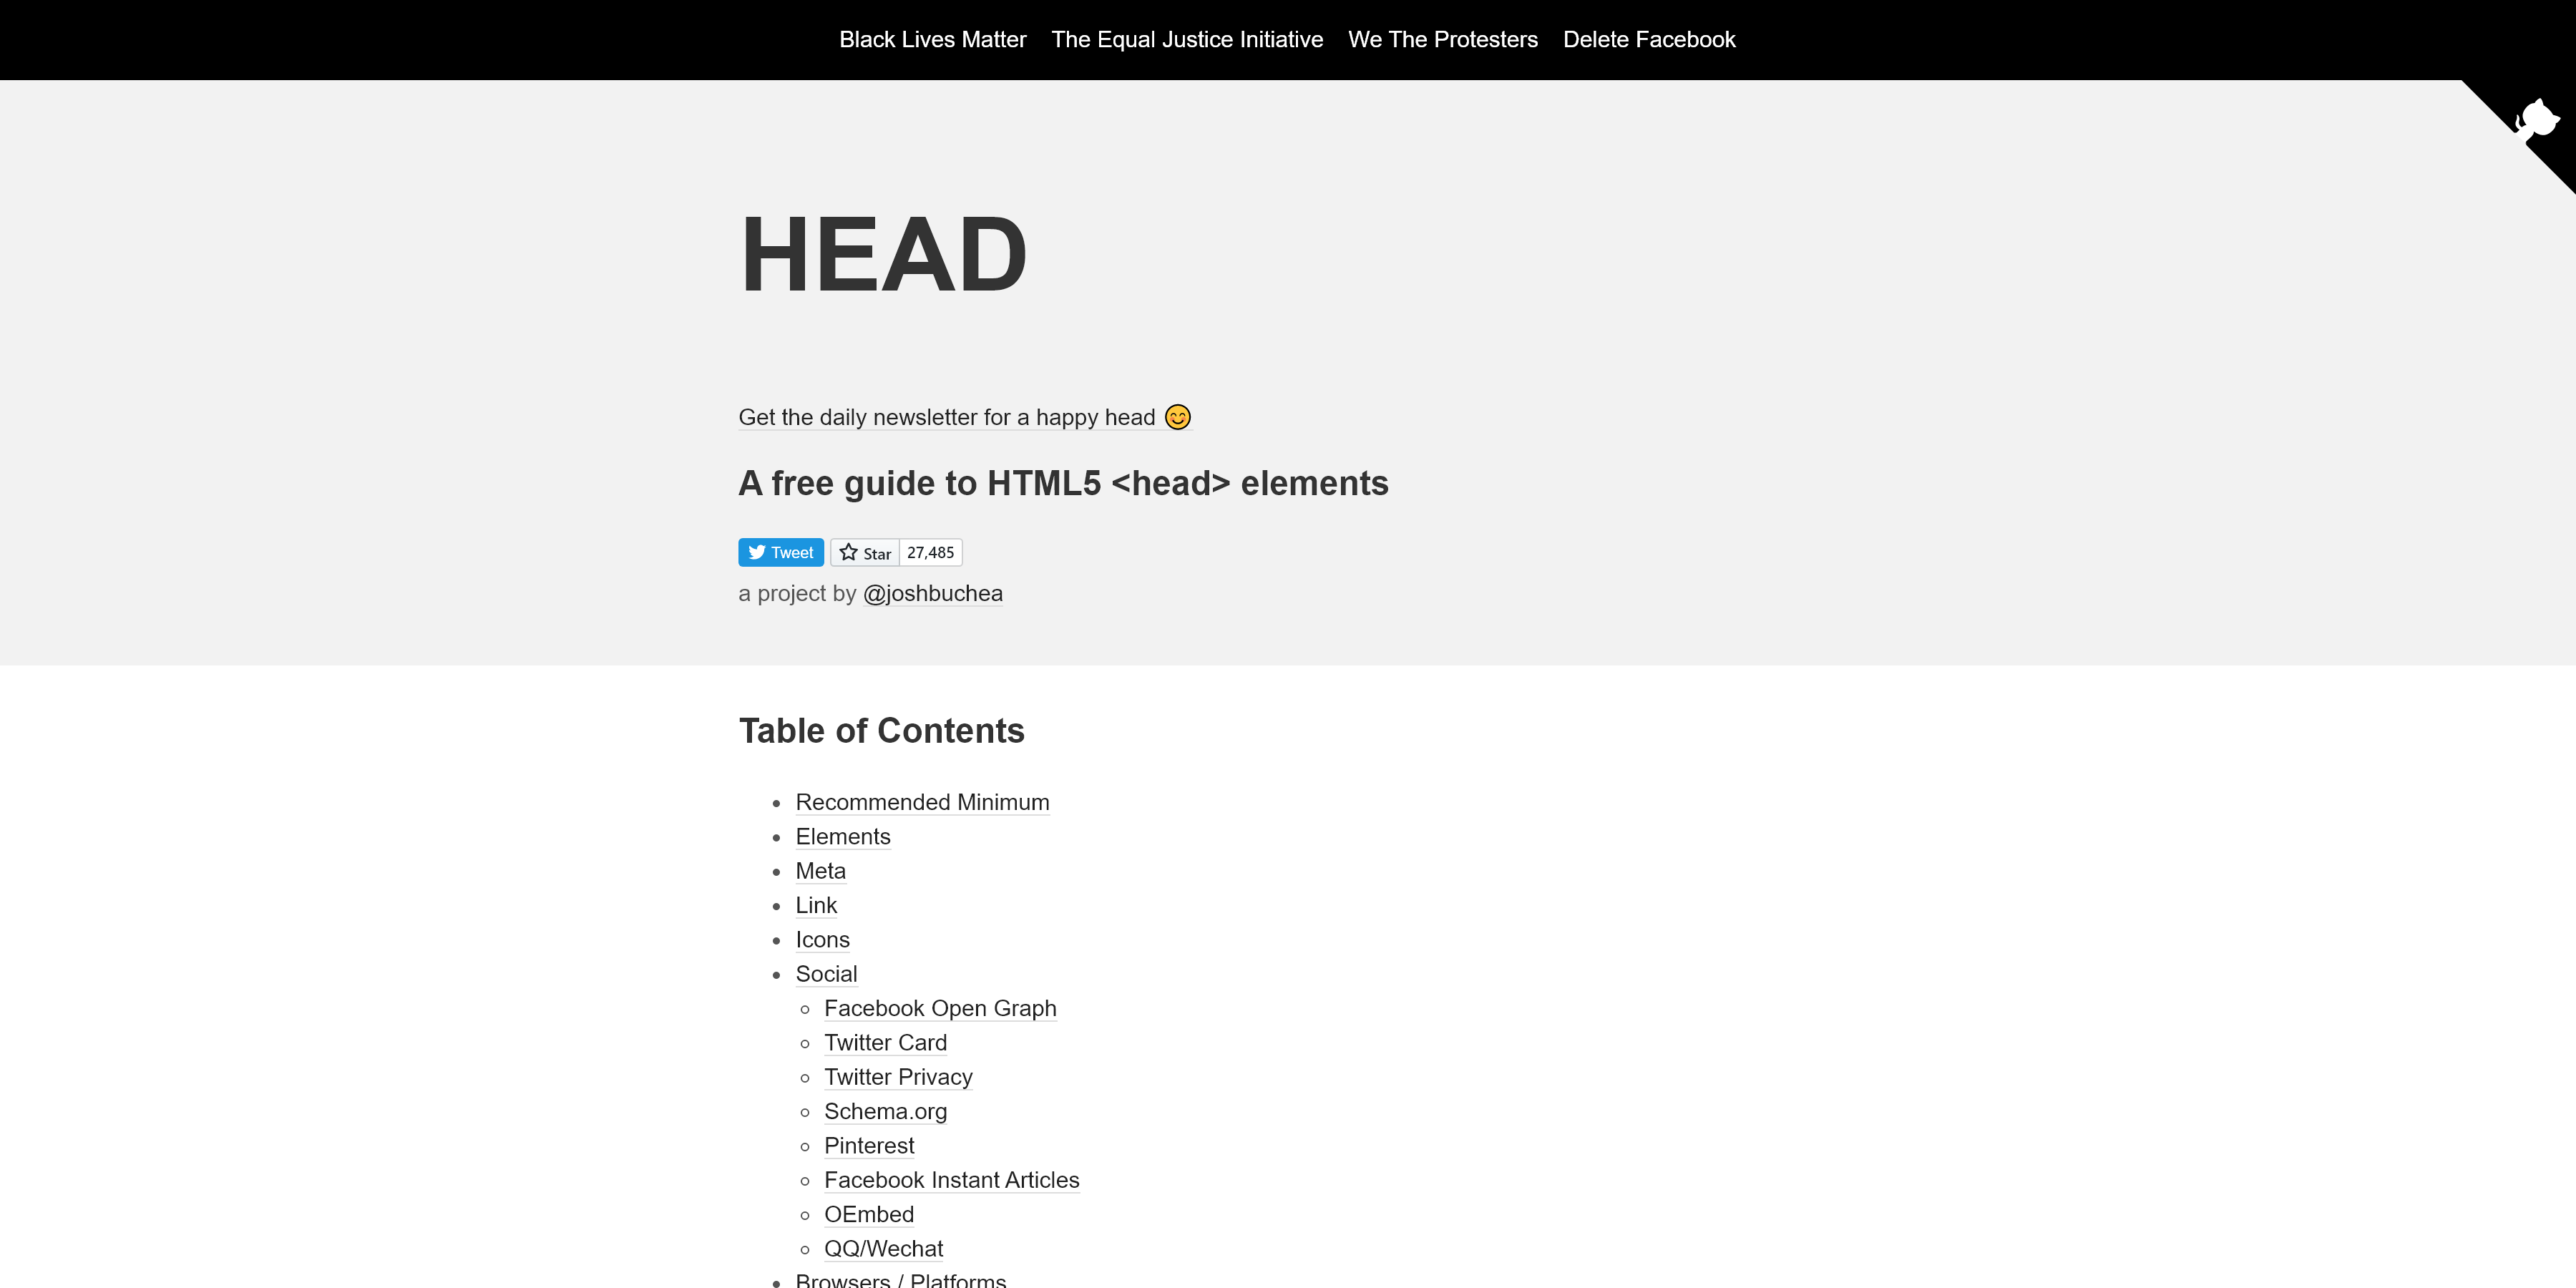 Black Lives Matter The Equal Justice Initiative We The Protesters Delete Facebook
HEAD
Get the daily newsletter for a happy head 😊
A free guide to HTML5 <head> elements
Tweet Star 27,485
a project by @joshbuchea
Table of Contents
Recommended Minimum
Elements
Meta
Link
Icons
Social
Facebook Open Graph
Twitter Card
Twitter Privacy
Schema.org
Pinterest
Facebook Instant Articles
OEmbed
QQ/Wechat
Browsers / Platforms